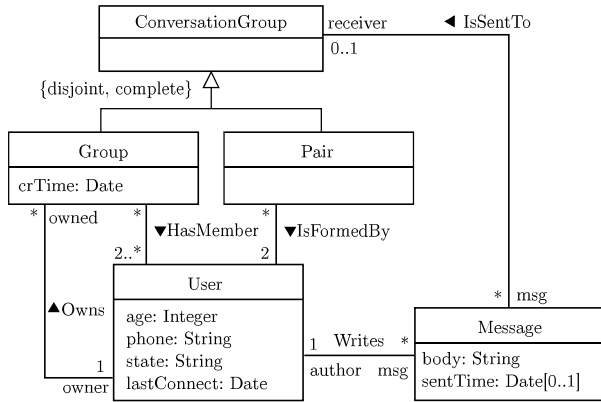 ConversationGroup
receiver
◀ IsSentTo
0..1
{disjoint, complete}
Group
Pair
crTime: Date
* owned
*
*
▼HasMember
▼IsFormedBy
2..*
2
User
▲Owns
age: Integer
phone: String
state: String
lastConnect: Date
1
owner
* msg
Message
body: String
sentTime: Date[0..1]
1 Writes *
author msg